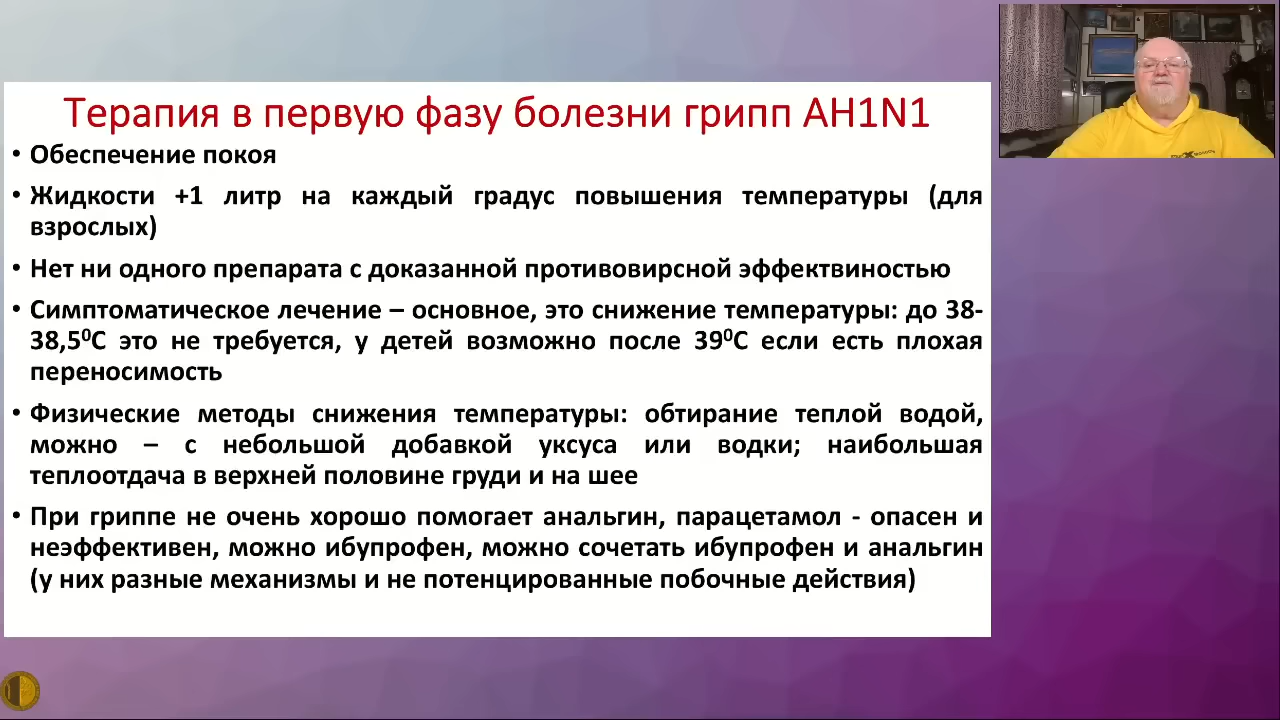 Терапия в первую фазу болезни грипп AH1N1
• Обеспечение покоя
• Жидкости +1 литр на каждый градус повышения температуры (для
взрослых)
• Нет ни одного препарата с доказанной противовирсной эффектвиностью
• Симптоматическое лечение – основное, это снижение температуры: до 38-
38,5⁰С это не требуется, у детей возможно после 39⁰С если есть плохая
переносимость
• Физические методы снижения температуры: обтирание теплой водой,
можно – с небольшой добавкой уксуса или водки; наибольшая
теплоотдача в верхней половине груди и на шее
• При гриппе не очень хорошо помогает анальгин, парацетамол - опасен и
неэффективен, можно ибупрофен, можно сочетать ибупрофен и анальгин
(у них разные механизмы и не потенцированные побочные действия)